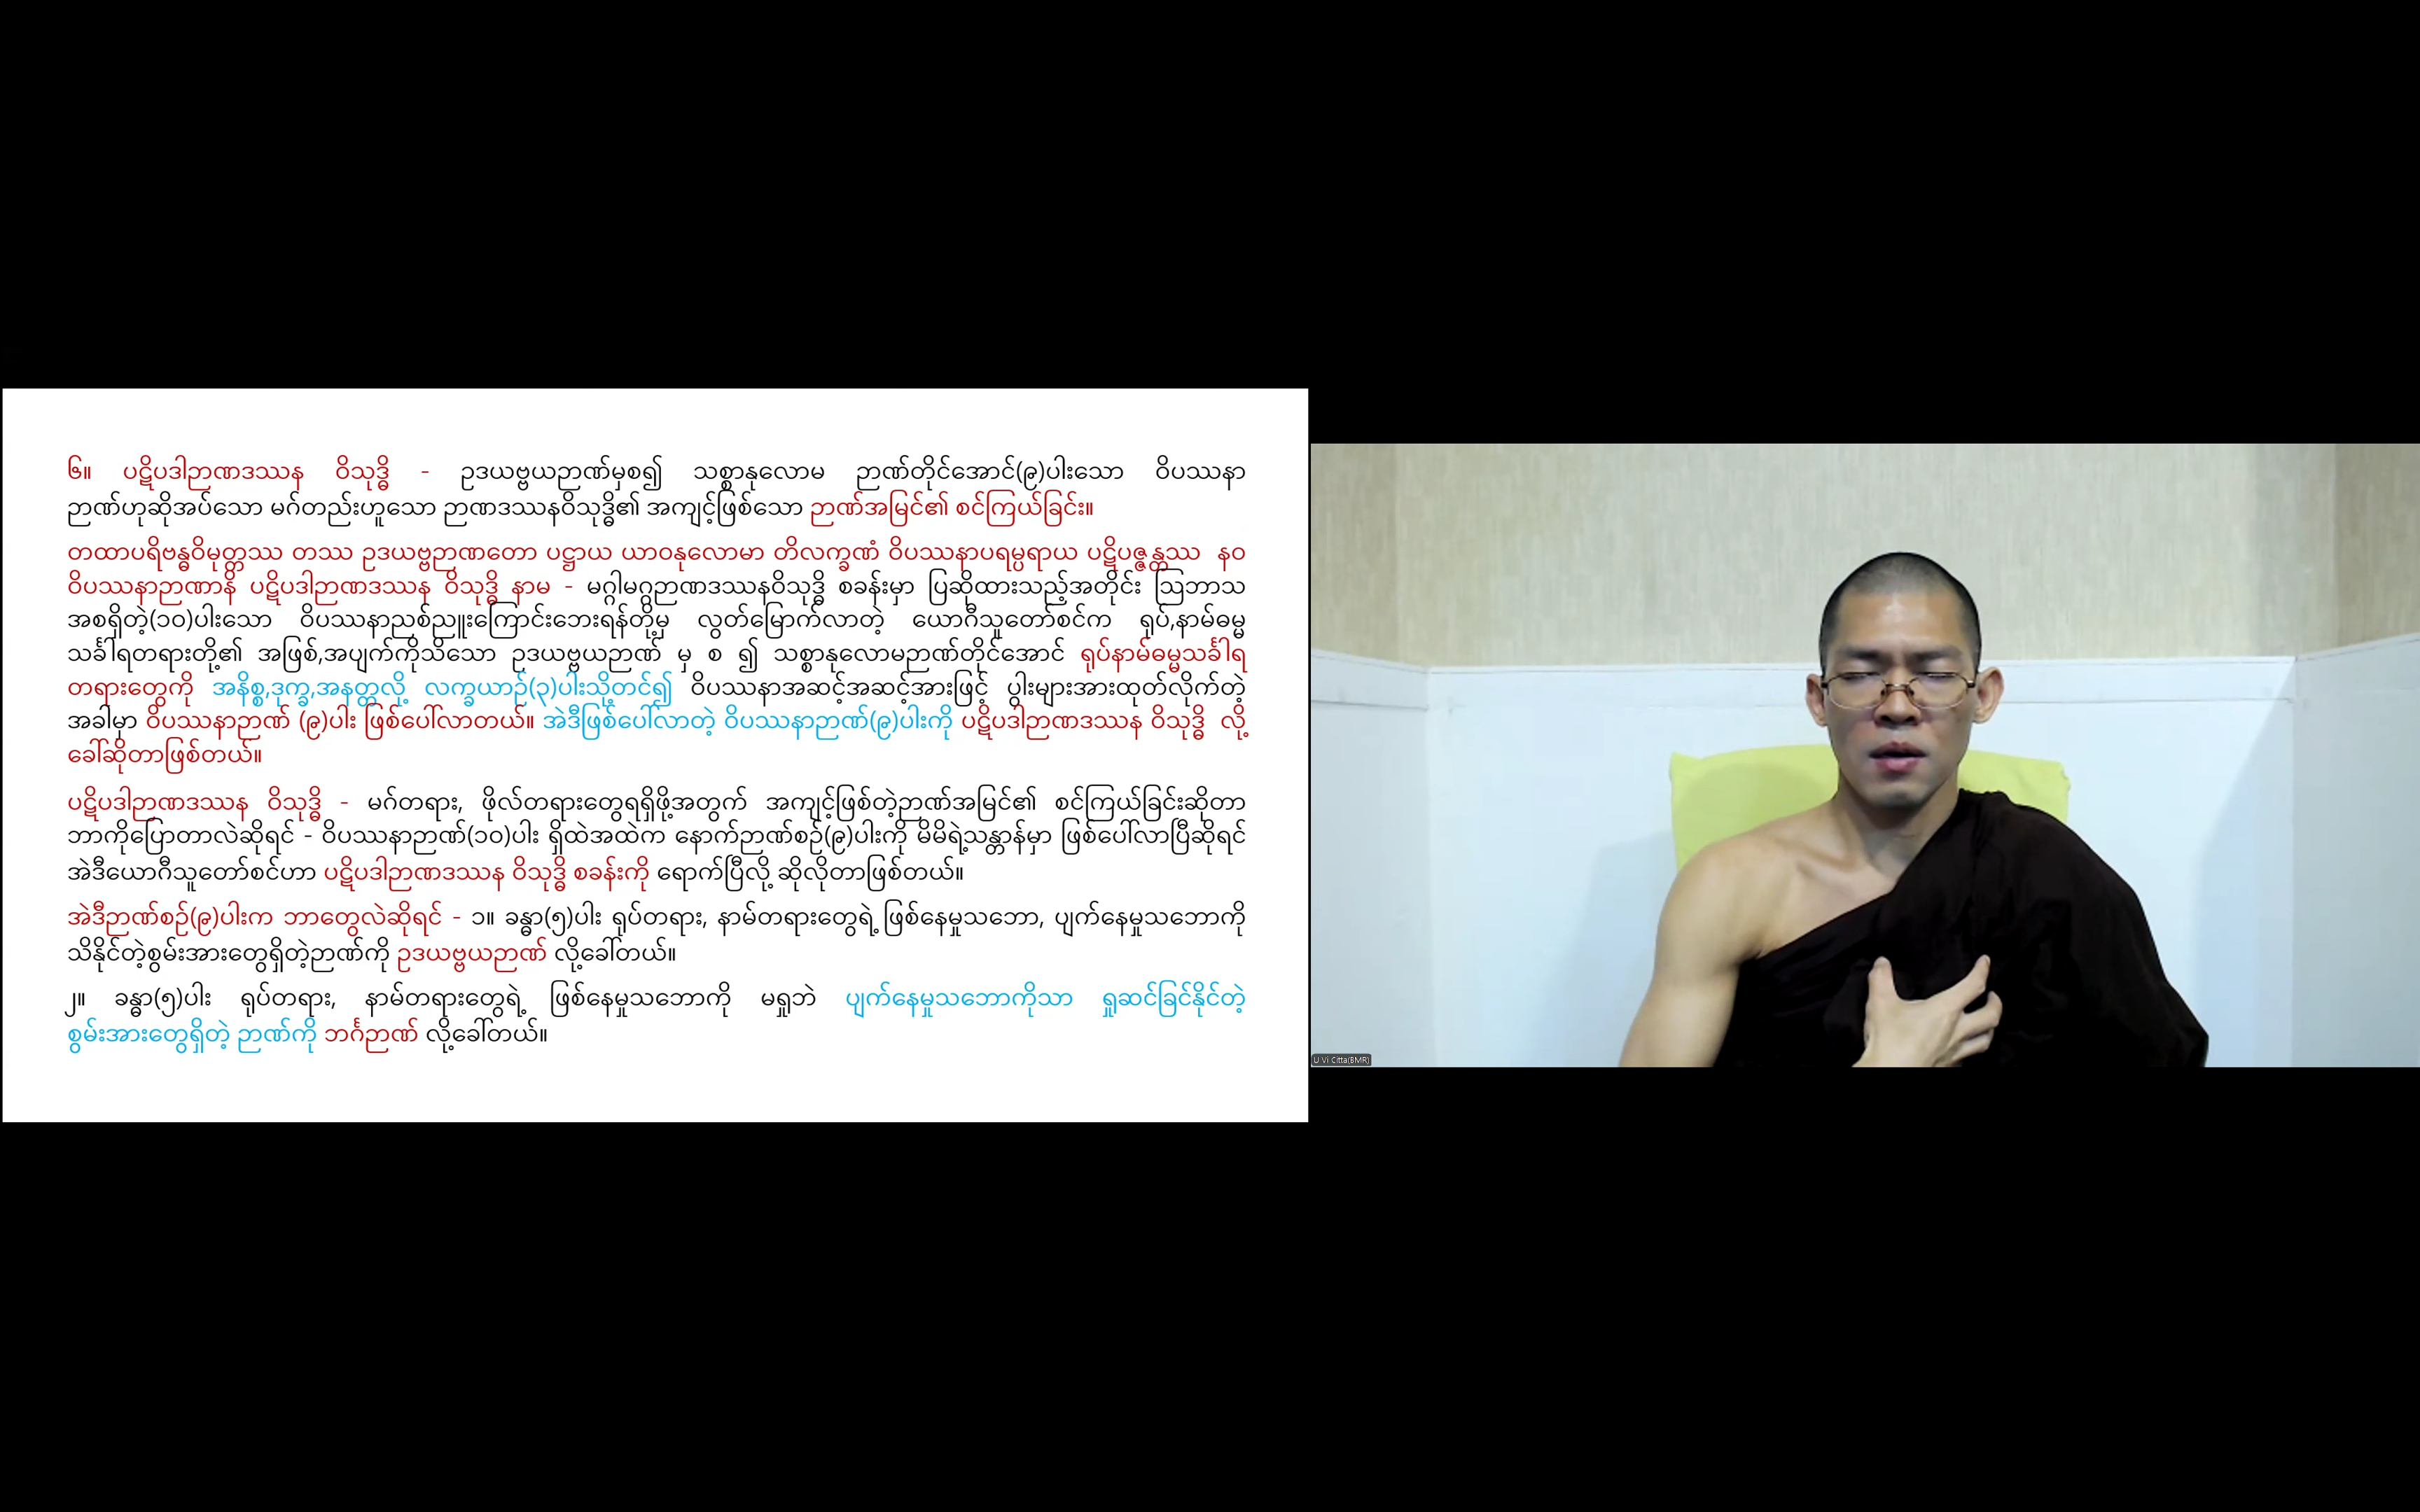 ၆။ ပဋိပဒါဉာဏဒဿန ဝိသုဒ္ဓိ - ဥဒယဗ္ဗယဉာဏ်မှစ၍ သစ္စာနုလောမ ဉာဏ်တိုင်အောင်(၉)ပါးသော ဝိပဿနာ
ဉာဏ်ဟုဆိုအပ်သော မဂ်တည်းဟူသော ဉာဏဒဿနဝိသုဒ္ဓိ၏ အကျင့်ဖြစ်သော ဉာဏ်အမြင်၏ စင်ကြယ်ခြင်း။
တထာပရိဗန္ဓဝိမုတ္တဿ တဿ ဥဒယဗ္ဗဉာဏတော ပဋ္ဌာယ ယာဝနုလောမာ တိလက္ခဏံ ဝိပဿနာပရမ္ပရာယ ပဋိပဇ္ဇန္တဿ နဝ
ဝိပဿနာဉာဏာနိ ပဋိပဒါဉာဏဒဿန ဝိသုဒ္ဓိ နာမ - မဂ္ဂါမဂ္ဂဉာဏဒဿနဝိသုဒ္ဓိ စခန်းမှာ ပြဆိုထားသည့်အတိုင်း ဩဘာသ
အစရှိတဲ့(၁၀)ပါးသော ဝိပဿနာညစ်ညူးကြောင်းဘေးရန်တို့မှ လွတ်မြောက်လာတဲ့ ယောဂီသူတော်စင်က ရုပ်,နာမ်ဓမ္မ
သင်္ခါရတရားတို့၏ အဖြစ်,အပျက်ကိုသိသော ဥဒယဗ္ဗယဉာဏ် မှ စ ၍ သစ္စာနုလောမဉာဏ်တိုင်အောင် ရုပ်နာမ်ဓမ္မသင်္ခါရ
တရားတွေကို အနိစ္စ,ဒုက္ခ,အနတ္တလို့ လက္ခယာဉ်(၃)ပါးသို့တင်၍ ဝိပဿနာအဆင့်အဆင့်အားဖြင့် ပွါးများအားထုတ်လိုက်တဲ့
အခါမှာ ဝိပဿနာဉာဏ် (၉)ပါး ဖြစ်ပေါ်လာတယ်။ အဲဒီဖြစ်ပေါ်လာတဲ့ ဝိပဿနာဉာဏ်(၉)ပါးကို ပဋိပဒါဉာဏဒဿန ဝိသုဒ္ဓိ လို့
ခေါ်ဆိုတာဖြစ်တယ်။
ပဋိပဒါဉာဏဒဿန ဝိသုဒ္ဓိ - မဂ်တရား, ဖိုလ်တရားတွေရရှိဖို့အတွက် အကျင့်ဖြစ်တဲ့ဉာဏ်အမြင်၏ စင်ကြယ်ခြင်းဆိုတာ
ဘာကိုပြောတာလဲဆိုရင် - ဝိပဿနာဉာဏ်(၁၀)ပါး ရှိထဲအထဲက နောက်ဉာဏ်စဉ်(၉)ပါးကို မိမိရဲ့သန္တာန်မှာ ဖြစ်ပေါ်လာပြီဆိုရင်
အဲဒီယောဂီသူတော်စင်ဟာ ပဋိပဒါဉာဏဒဿန ဝိသုဒ္ဓိ စခန်းကို ရောက်ပြီလို့ ဆိုလိုတာဖြစ်တယ်။
အဲဒီဉာဏ်စဉ်(၉)ပါးက ဘာတွေလဲဆိုရင် - ၁။ ခန္ဓာ(၅)ပါး ရုပ်တရား, နာမ်တရားတွေရဲ့ ဖြစ်နေမှုသဘော, ပျက်နေမှုသဘောကို
သိနိုင်တဲ့စွမ်းအားတွေရှိတဲ့ဉာဏ်ကို ဥဒယဗ္ဗယဉာဏ် လို့ခေါ်တယ်။
၂။ ခန္ဓာ(၅)ပါး ရုပ်တရား, နာမ်တရားတွေရဲ့ ဖြစ်နေမှုသဘောကို မရှုဘဲ ပျက်နေမှုသဘောကိုသာ ရှုဆင်ခြင်နိုင်တဲ့
စွမ်းအားတွေရှိတဲ့ ဉာဏ်ကို ဘင်္ဂဉာဏ် လို့ခေါ်တယ်။
U Vi Citta(BMR)